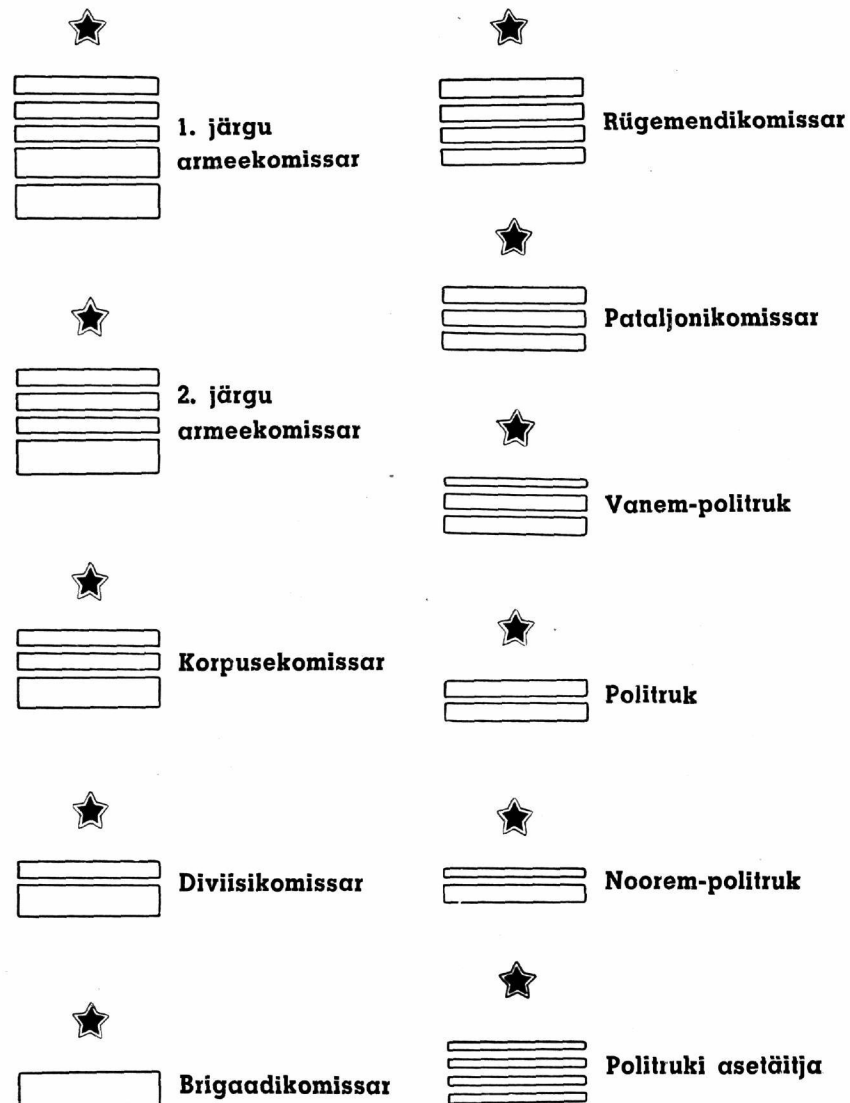 1. järgu
armeekomissar
2. järgu
armeekomissar
Korpusekomissar
Diviisikomissar
Brigaadikomissar
Rügemendikomissar
Pataljonikomissar
Vanem-politruk
Politruk
Noorem-politruk
Politruki asetäitja